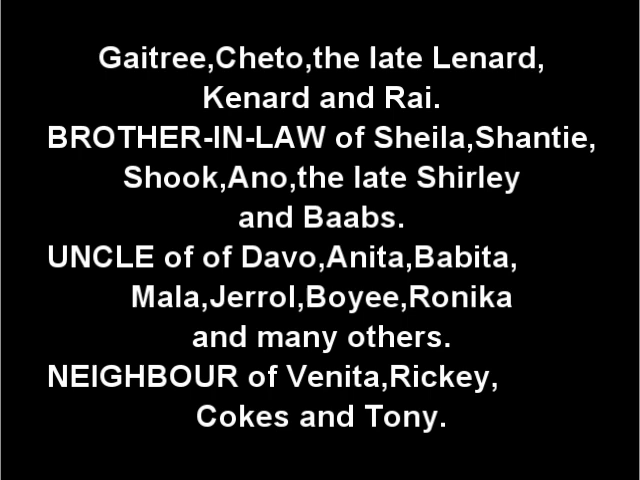 Gaitree,Cheto,the late Lenard,
Kenard and Rai.
BROTHER-IN-LAW of Sheila,Shantie,
Shook,Ano,the late Shirley
and Baabs.
UNCLE of of Davo,Anita,Babita,
Mala,Jerrol,Boyee,Ronika
and many others.
NEIGHBOUR of Venita,Rickey,
Cokes and Tony.